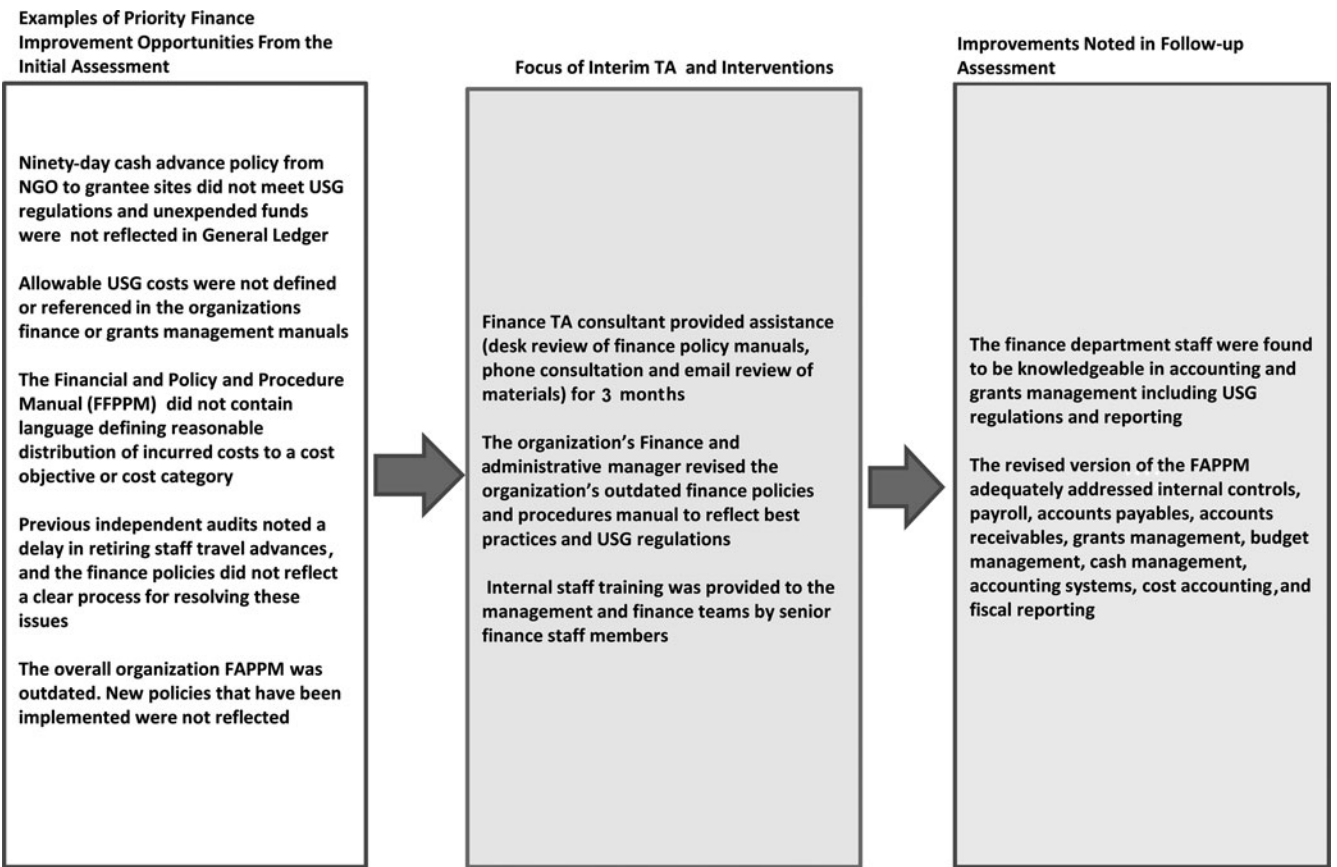 Examples of Priority Finance
Improvement Opportunities From the
Initial Assessment
Ninety-day cash advance policy from
NGO to grantee sites did not meet USG
regulations and unexpended funds
were not reflected in General Ledger
Allowable USG costs were not defined
or referenced in the organizations
finance or grants management manuals
The Financial and Policy and Procedure
Manual (FFPPM) did not contain
language defining reasonable
distribution of incurred costs to a cost
objective or cost category
Previous independent audits noted a
delay in retiring staff travel advances,
and the finance policies did not reflect
a clear process for resolving these
issues
The overall organization FAPPM was
outdated. New policies that have been
implemented were not reflected
Focus of Interim TA and Interventions
Finance TA consultant provided assistance
(desk review of finance policy manuals,
phone consultation and email review of
materials) for 3 months
The organization's Finance and
administrative manager revised the
organization's outdated finance policies
and procedures manual to reflect best
practices and USG regulations
Internal staff training was provided to the
management and finance teams by senior
finance staff members
Improvements Noted in Follow-up
Assessment
The finance department staff were found
to be knowledgeable in accounting and
grants management including USG
regulations and reporting
The revised version of the FAPPM
adequately addressed internal controls,
payroll, accounts payables, accounts
receivables, grants management, budget
management, cash management,
accounting systems, cost accounting,and
fiscal reporting